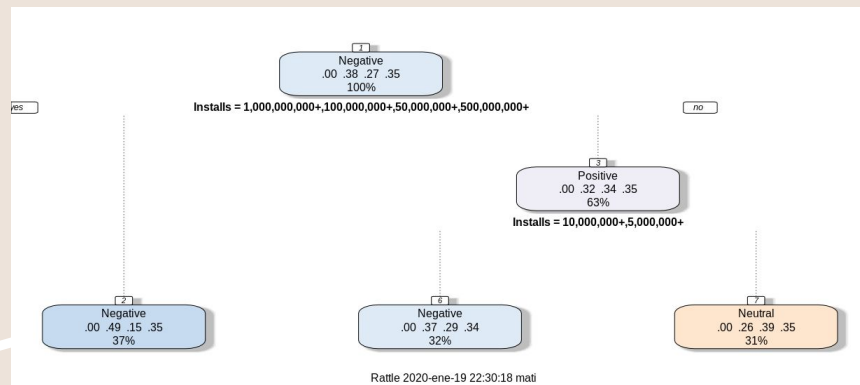 1
Negative
.00 .38 .27 .35
100%
yes
Installs = 1,000,000,000+,100,000,000+,50,000,000+,500,000,000+
no
3
Positive
.00 .32 .34 .35
63%
Installs = 10,000,000+,5,000,000+
2
Negative
.00 .49 .15 .35
37%
6
Negative
.00 .37 .29 .34
32%
7
Neutral
.00 .26 .39 .35
31%
Rattle 2020-ene-19 22:30:18 mati